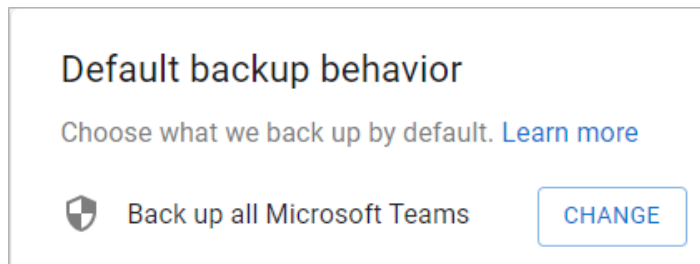 Default backup behavior
Choose what we back up by default. Learn more
Back up all Microsoft Teams CHANGE